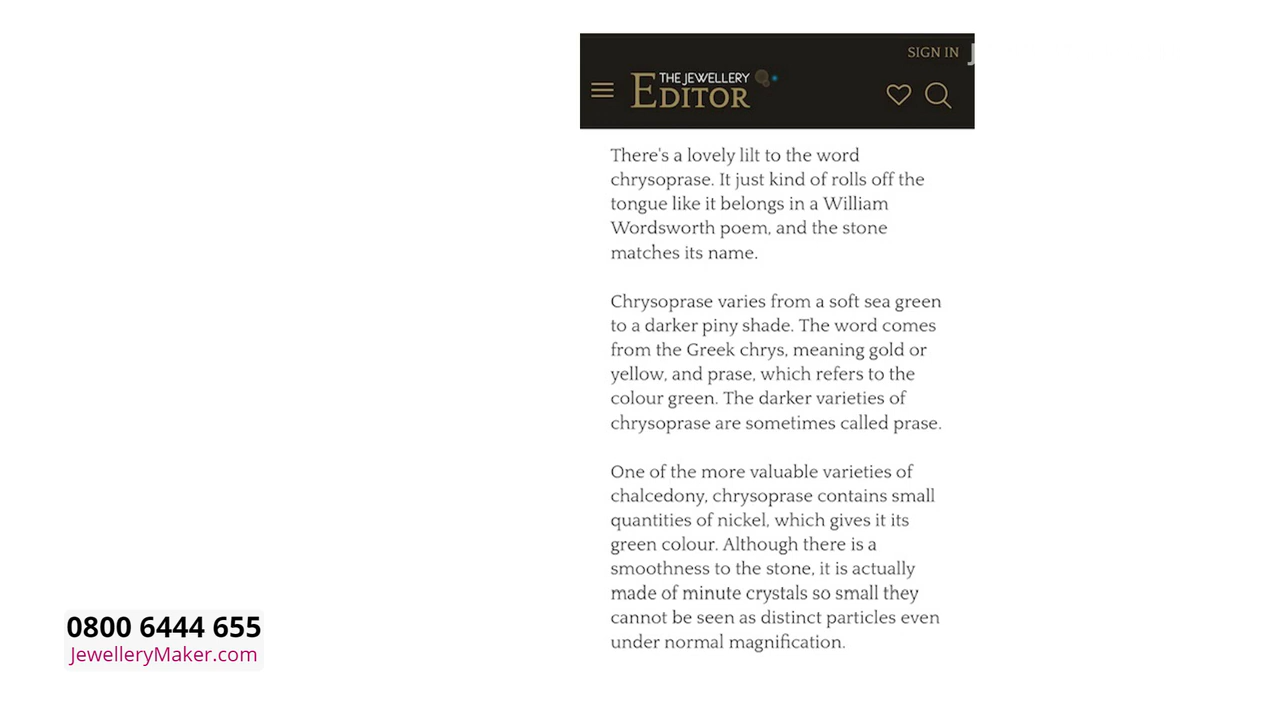 SIGN IN
THE JEWELLERY
EDITOR
There's a lovely lilt to the word
chrysoprase. It just kind of rolls off the
tongue like it belongs in a William
Wordsworth poem, and the stone
matches its name.
Chrysoprase varies from a soft sea green
to a darker piny shade. The word comes
from the Greek chrys, meaning gold or
yellow, and prase, which refers to the
colour green. The darker varieties of
chrysoprase are sometimes called prase.
One of the more valuable varieties of
chalcedony, chrysoprase contains small
quantities of nickel, which gives it its
green colour. Although there is a
smoothness to the stone, it is actually
made of minute crystals so small they
cannot be seen as distinct particles even
under normal magnification.
0800 6444 655
JewelleryMaker.com